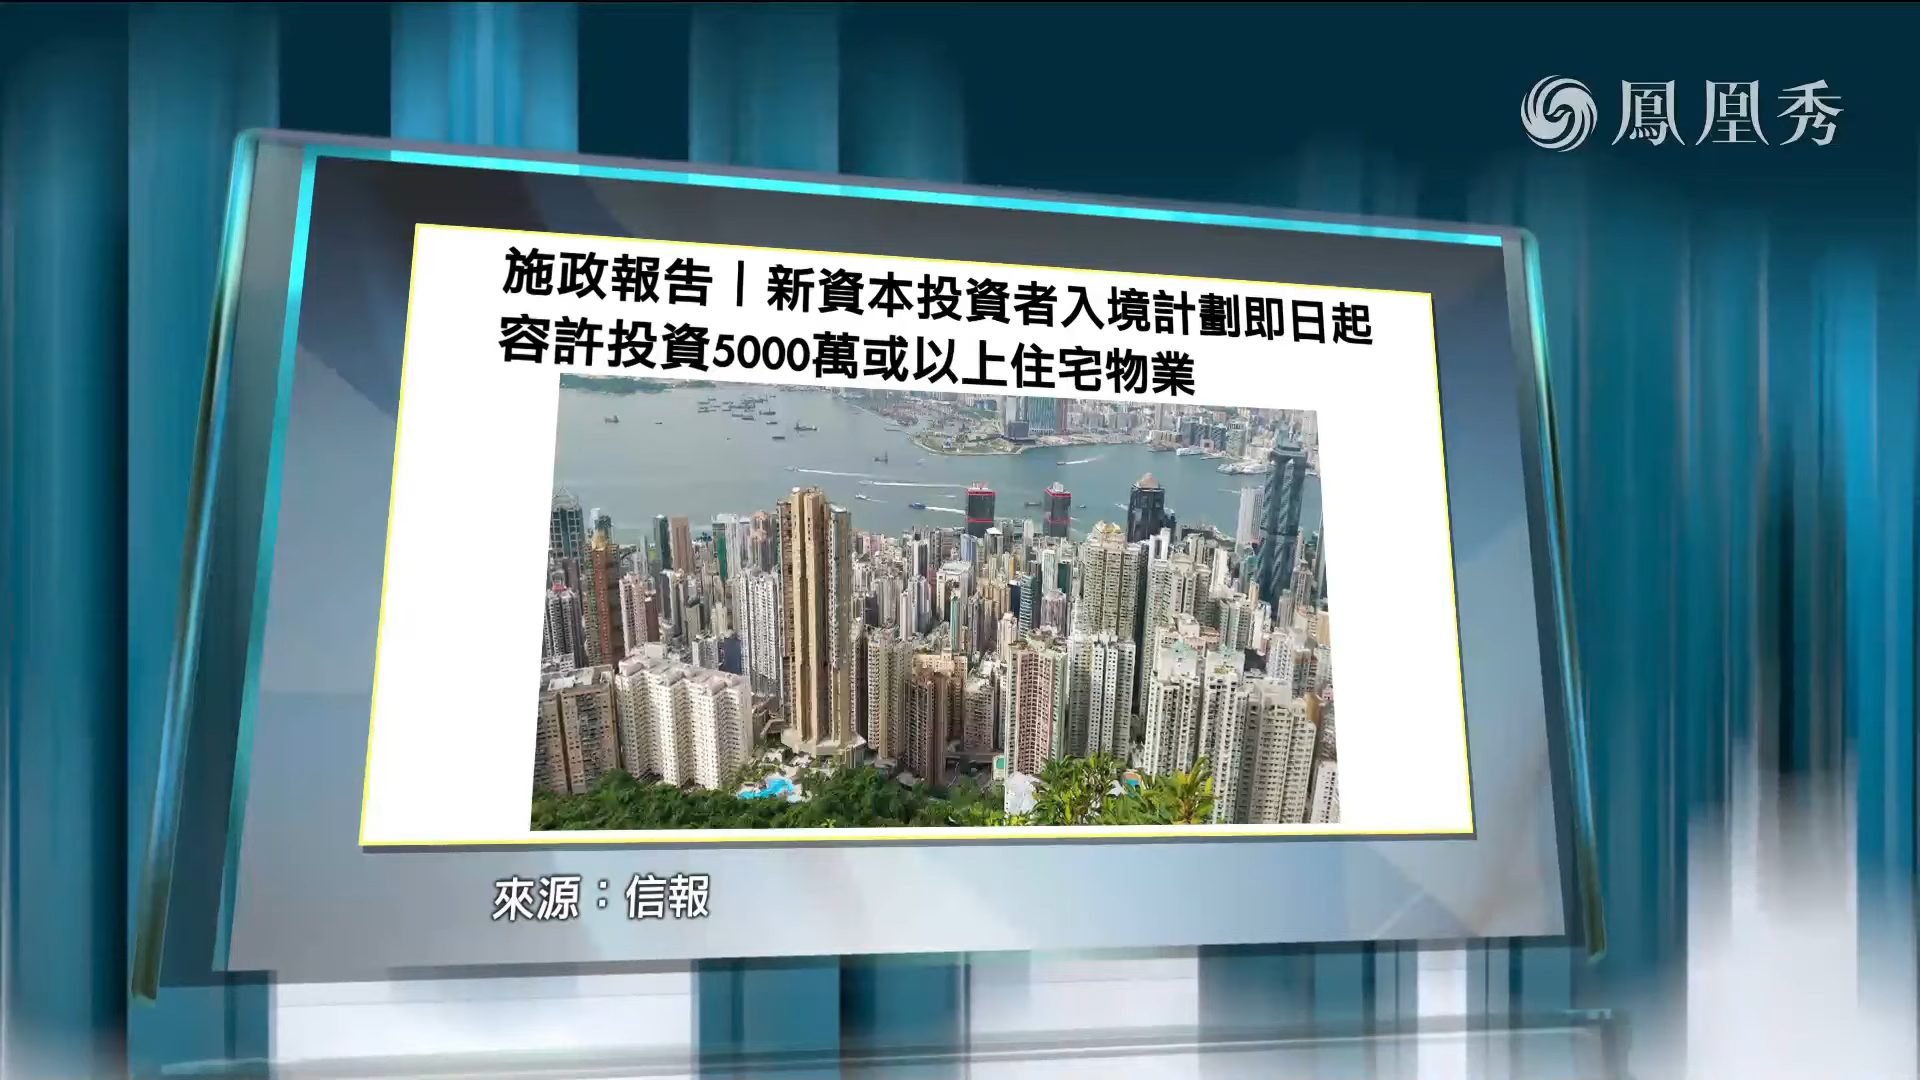 鳳凰秀
施政報告｜新資本投資者入境計劃即日起
容許投資5000萬或以上住宅物業
來源：信報